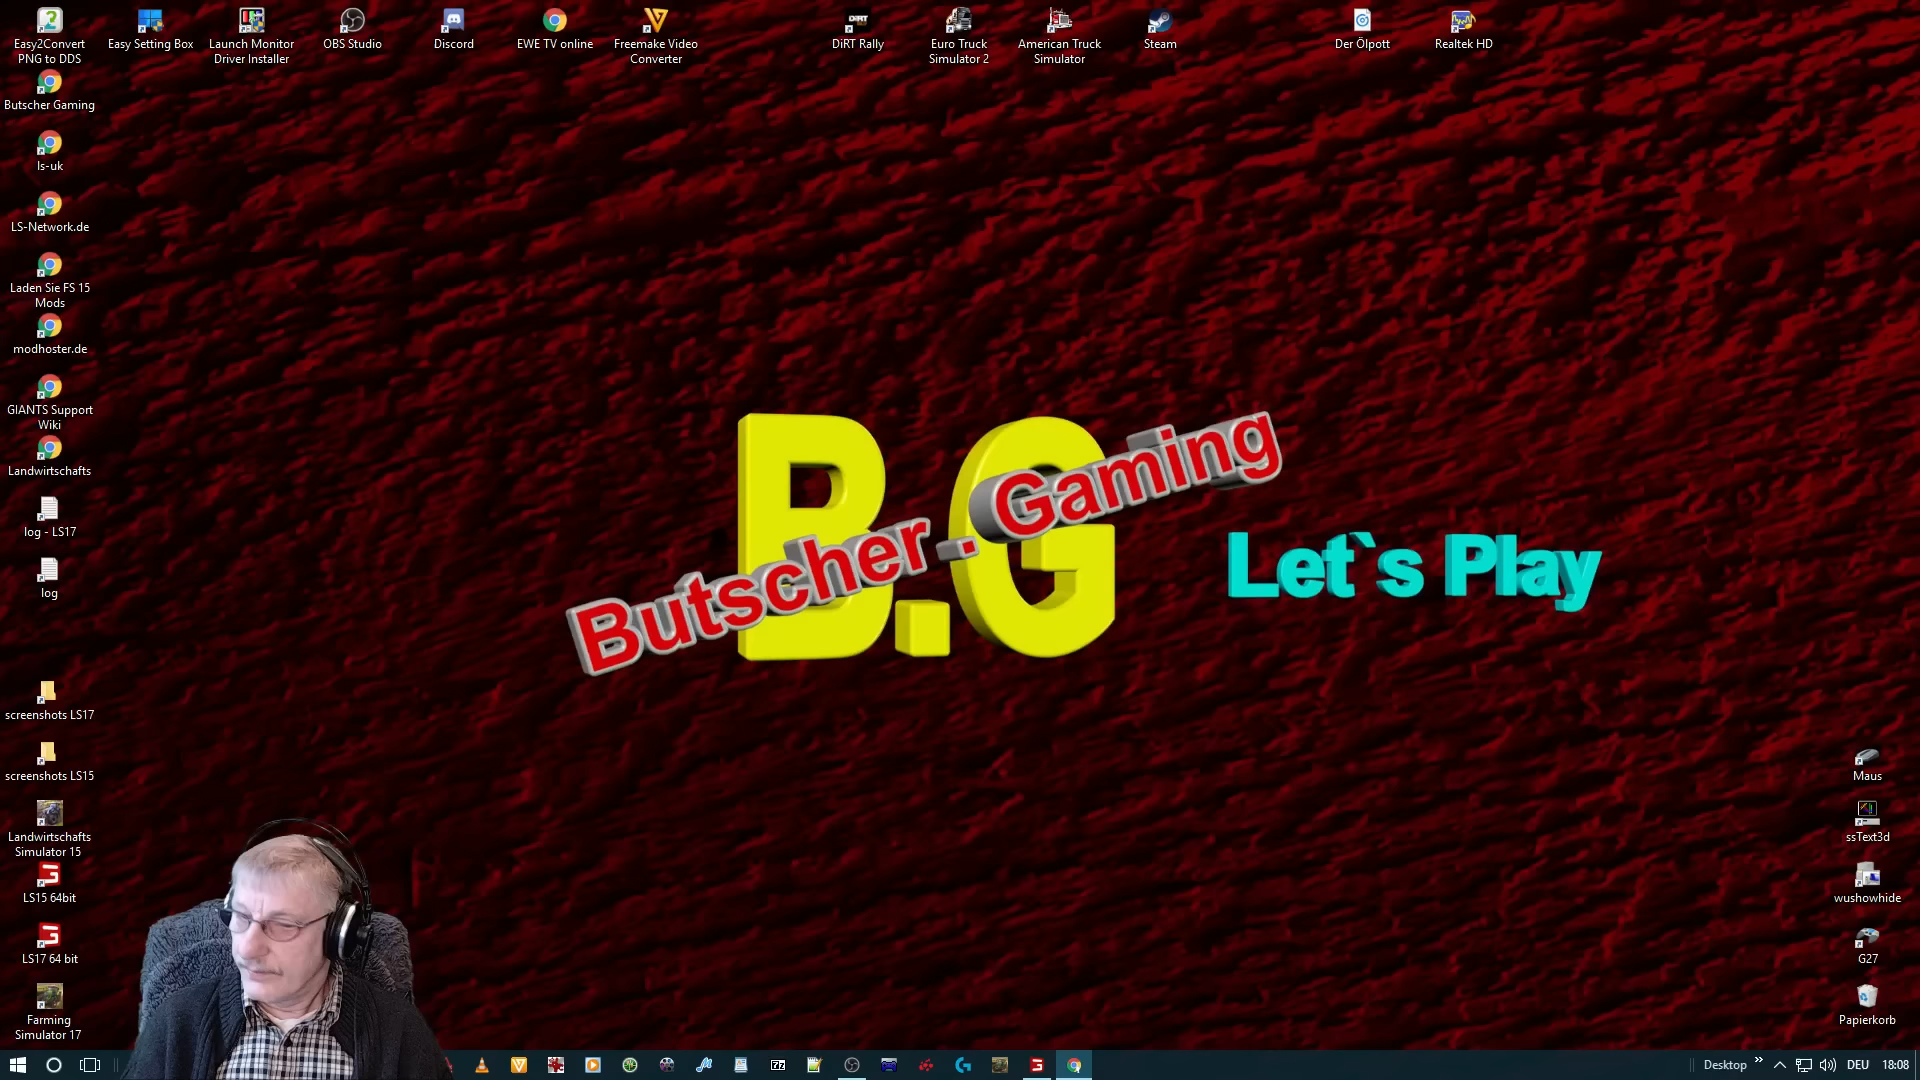 Easy2Convert
PNG to DDS
Easy Setting Box
Launch Monitor
Driver Installer
OBS Studio
Discord
EWE TV online
Freemake Video
Converter
DiRT Rally
Euro Truck
Simulator 2
American Truck
Simulator
Steam
Der Ölpott
Realtek HD
Butscher Gaming
ls-uk
LS-Network.de
Laden Sie FS 15
Mods
modhoster.de
GIANTS Support
Wiki
Landwirtschafts
log - LS17
log
screenshots LS17
screenshots LS15
Landwirtschafts
Simulator 15
LS15 64bit
LS17 64 bit
Farming
Simulator 17
B.G
Butscher . Gaming
Let`s Play
Maus
ssText3d
wushowhide
G27
Papierkorb
Desktop
DEU
18:08